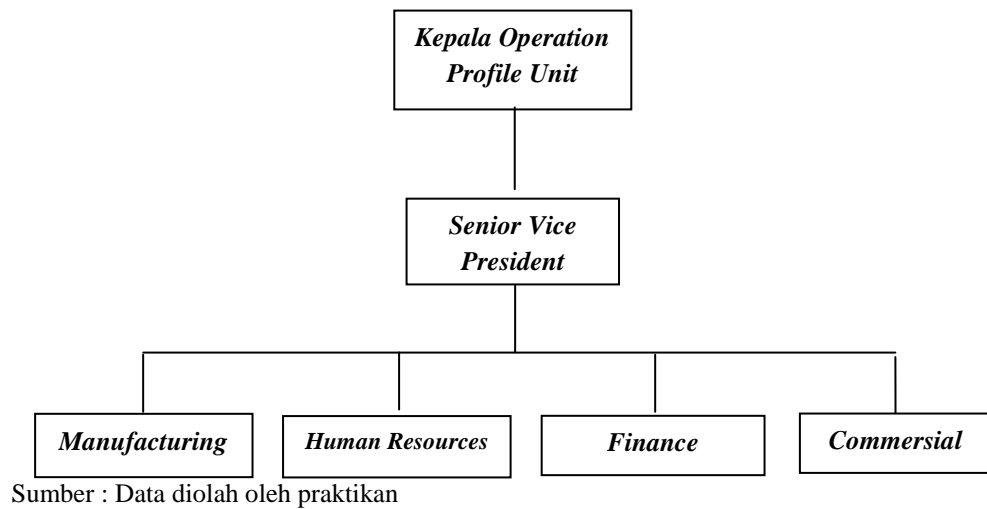 Kepala Operation
Profile Unit
Senior Vice
President
Manufacturing
Human Resources
Finance
Commersial
Sumber : Data diolah oleh praktikan